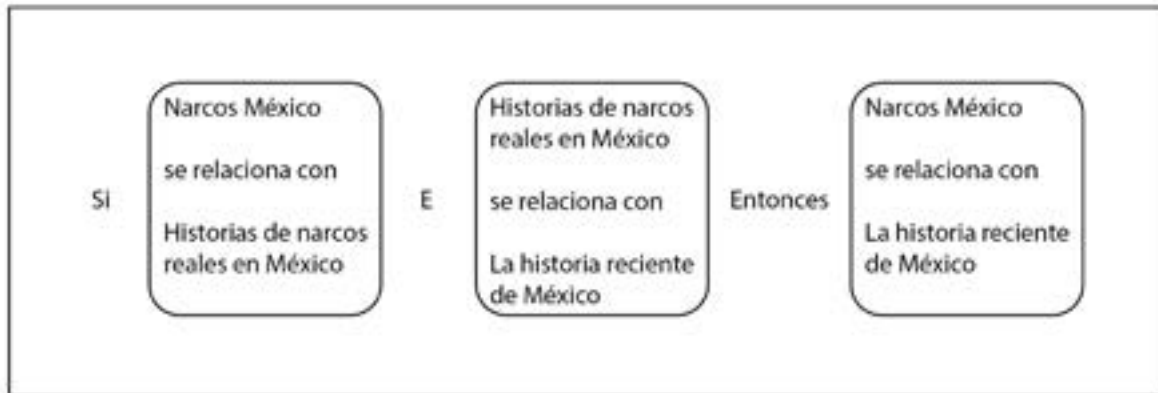 Si
Narcos México
se relaciona con
Historias de narcos
reales en México
E
Historias de narcos
reales en México
se relaciona con
La historia reciente
de México
Entonces
Narcos México
se relaciona con
La historia reciente
de México